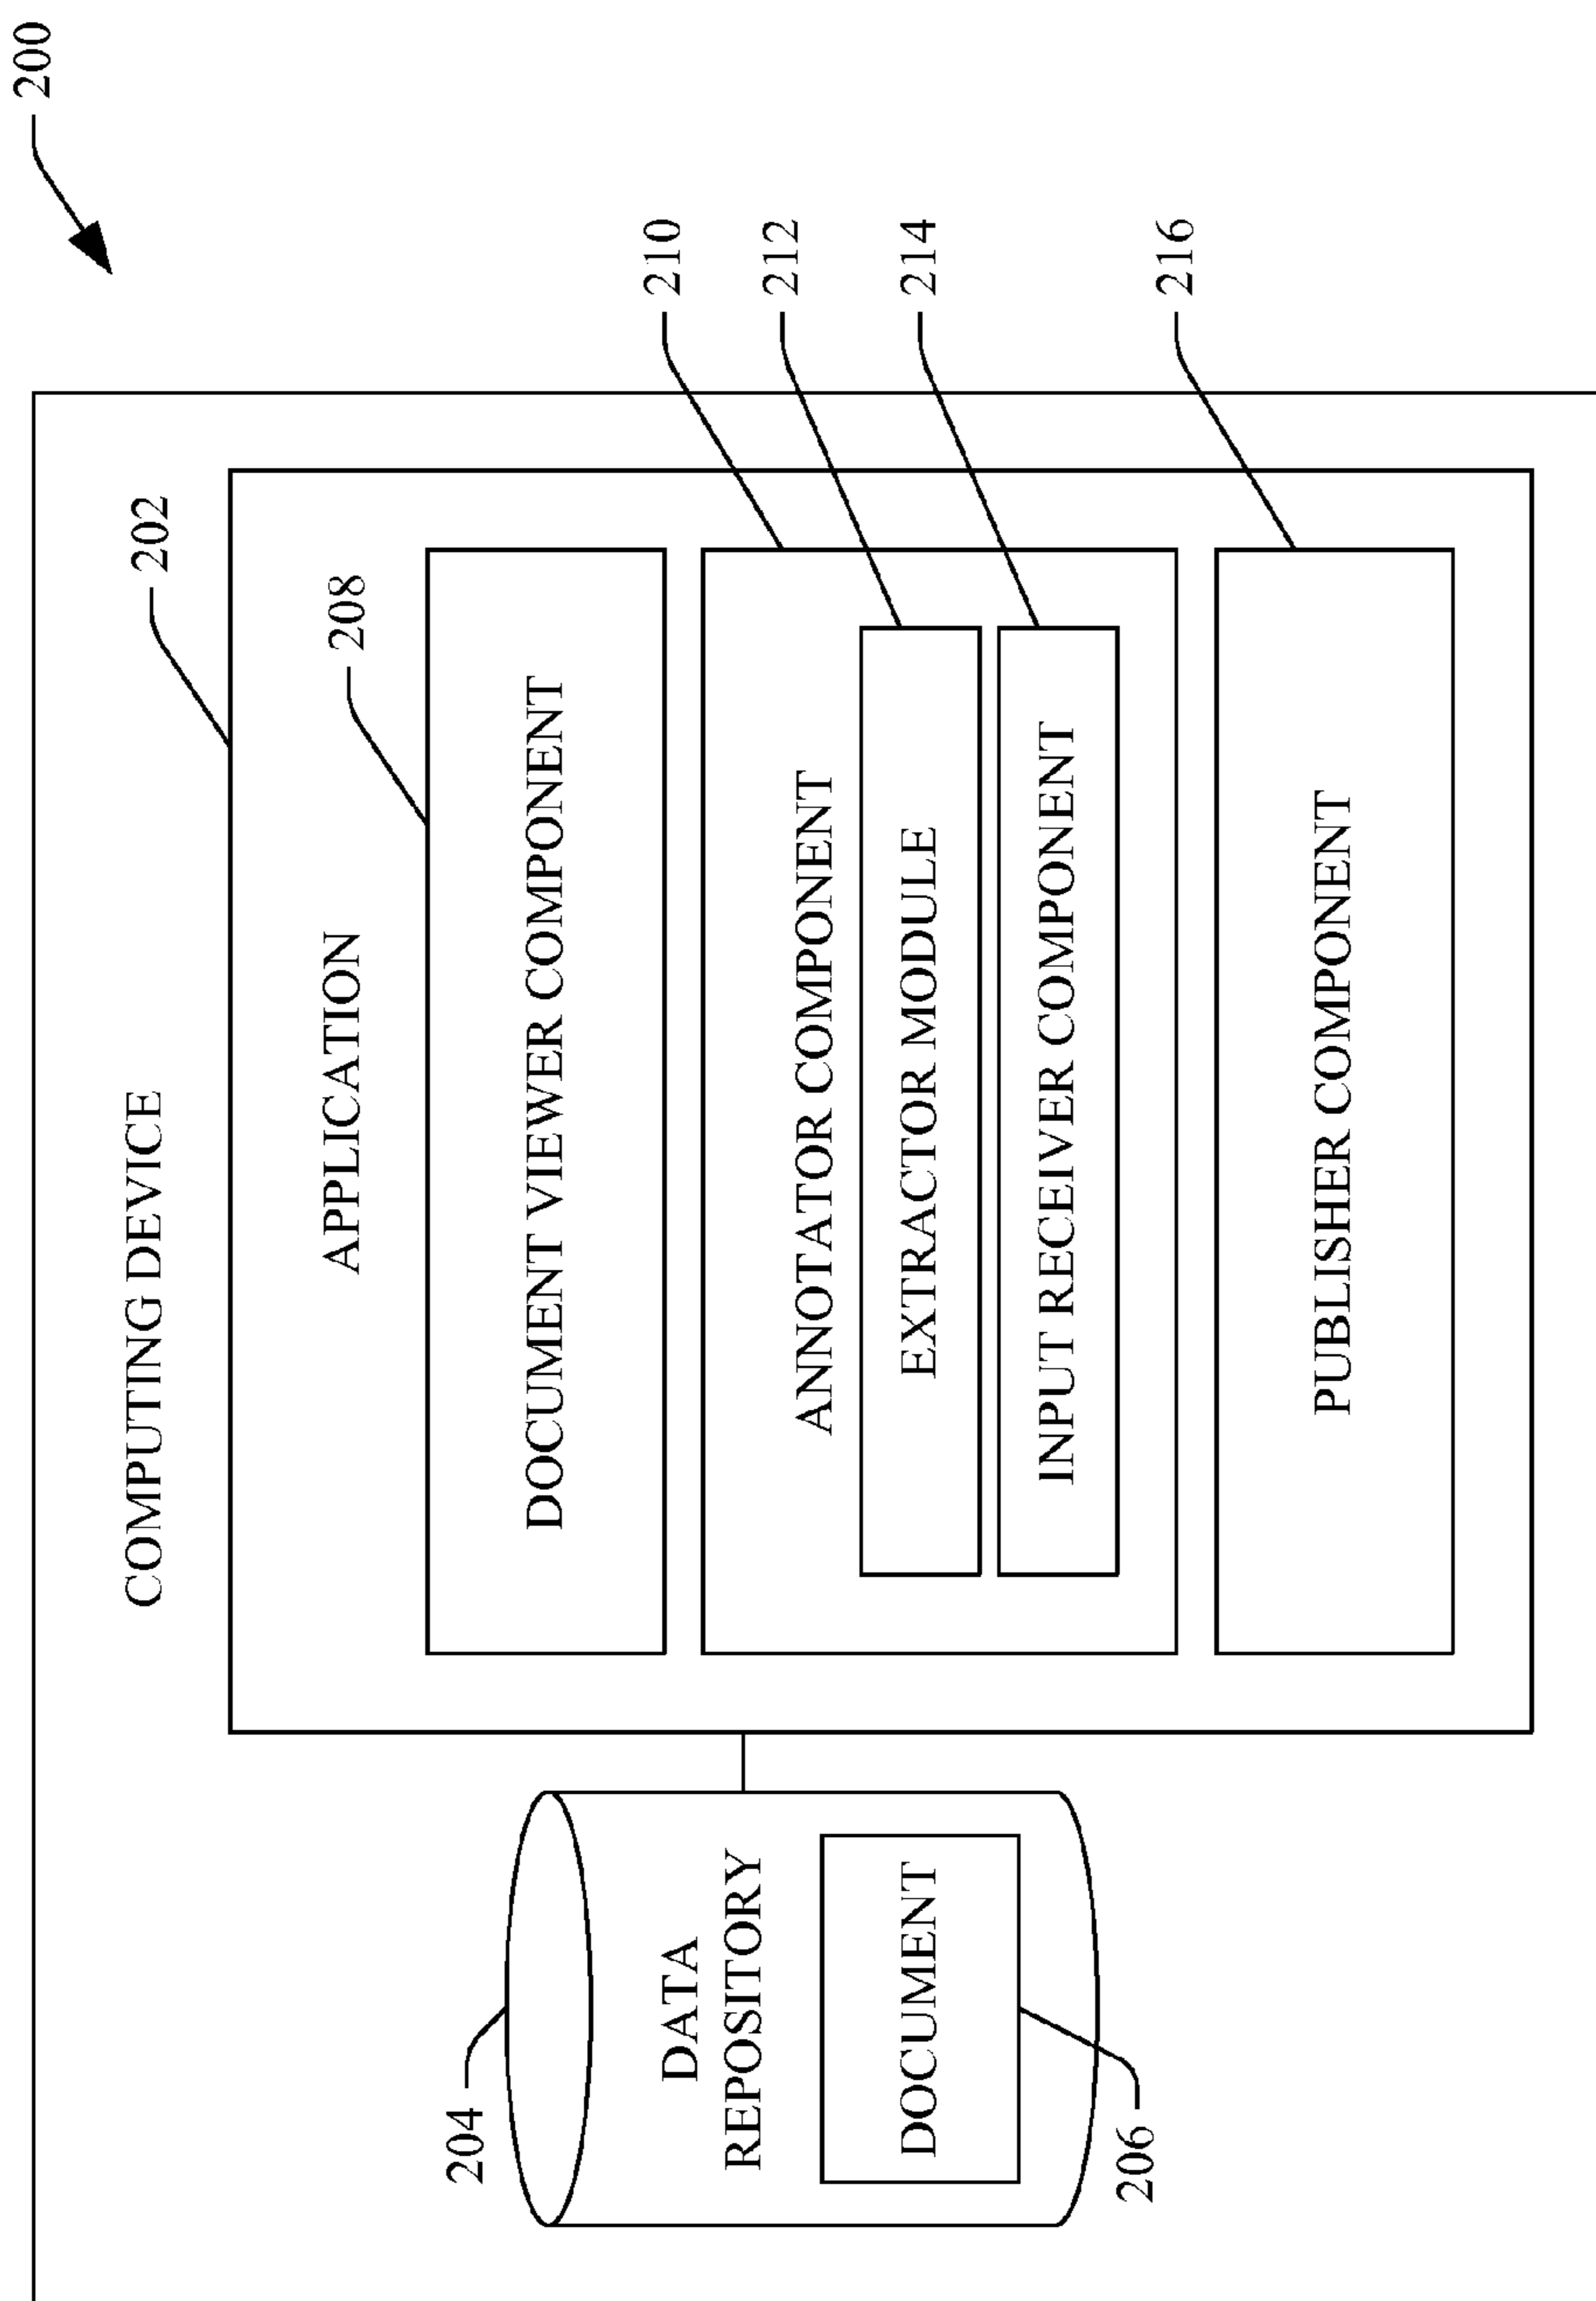 200
COMPUTING DEVICE
202
APPLICATION
208
DOCUMENT VIEWER COMPONENT
210
ANNOTATOR COMPONENT
212
EXTRACTOR MODULE
214
INPUT RECEIVER COMPONENT
216
PUBLISHER COMPONENT
204
DATA
REPOSITORY
DOCUMENT
206